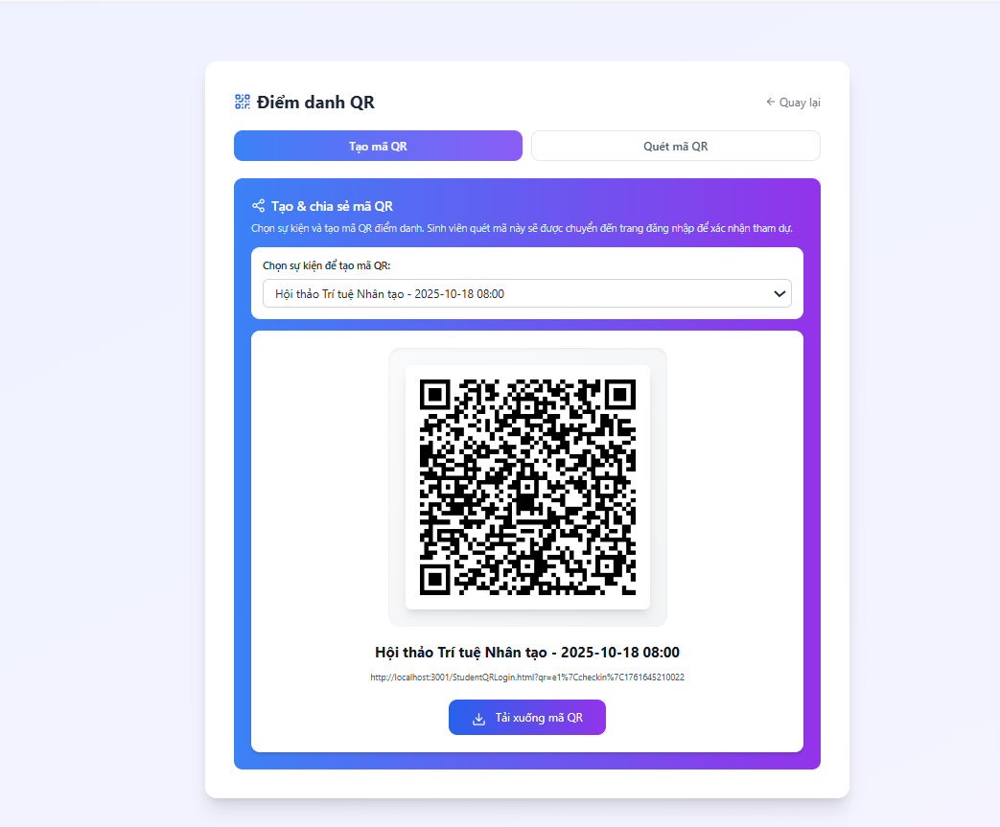 Điểm danh QR
← Quay lại
Tạo mã QR
Quét mã QR
Tạo & chia sẻ mã QR
Chọn sự kiện và tạo mã QR điểm danh. Sinh viên quét mã này sẽ được chuyển đến trang đăng nhập để xác nhận tham dự.
Chọn sự kiện để tạo mã QR:
Hội thảo Trí tuệ Nhân tạo - 2025-10-18 08:00
Hội thảo Trí tuệ Nhân tạo - 2025-10-18 08:00
http://localhost:3001/StudentQRLogin.html?qr=e1%7Ccheckin%7C1761645210022
Tải xuống mã QR